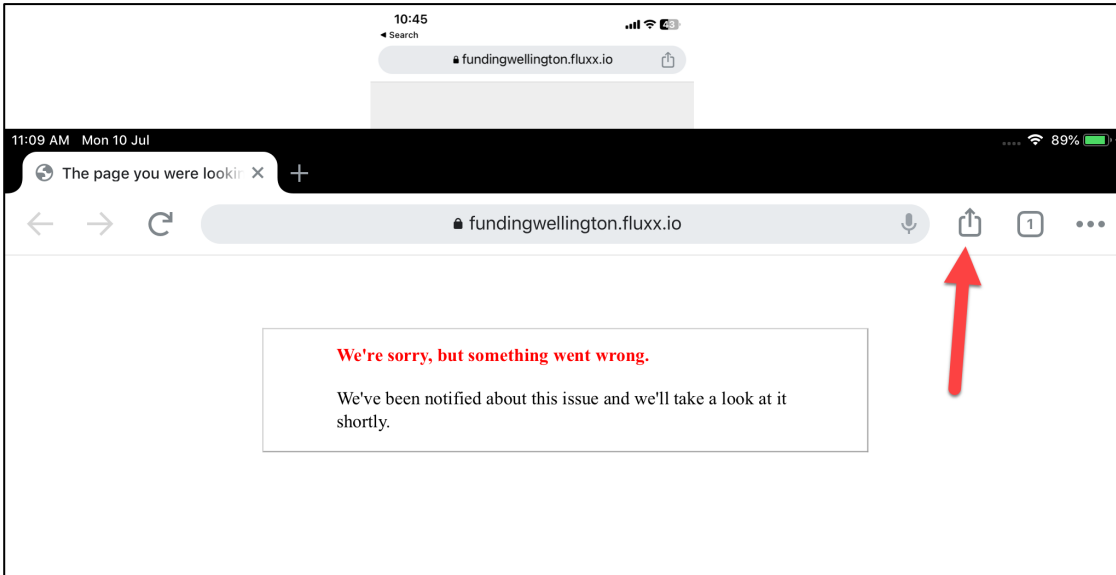 10:45
◀ Search
43
fundingwellington.fluxx.io
11:09 AM Mon 10 Jul
89%
The page you were lookin
fundingwellington.fluxx.io
1
We're sorry, but something went wrong.
We've been notified about this issue and we'll take a look at it
shortly.